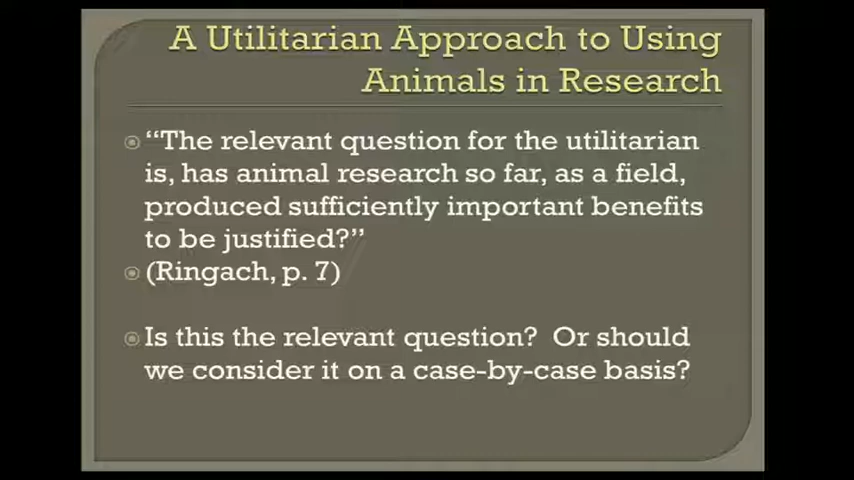 A Utilitarian Approach to Using
Animals in Research
“The relevant question for the utilitarian
is, has animal research so far, as a field,
produced sufficiently important benefits
to be justified?”
(Ringach, p. 7)
Is this the relevant question?  Or should
we consider it on a case-by-case basis?